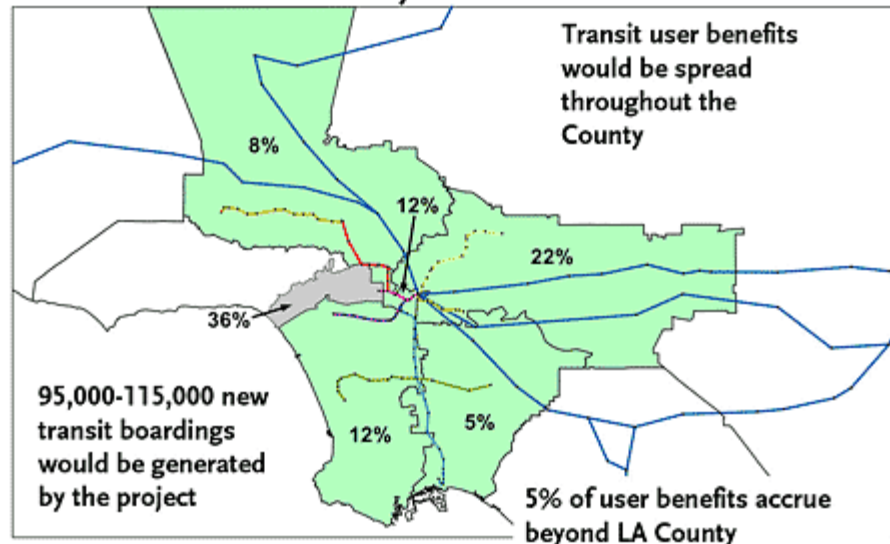 Transit user benefits
would be spread
throughout the
County
8%
12%
22%
36%
95,000-115,000 new
transit boardings
would be generated
by the project
12%
5%
5% of user benefits accrue
beyond LA County